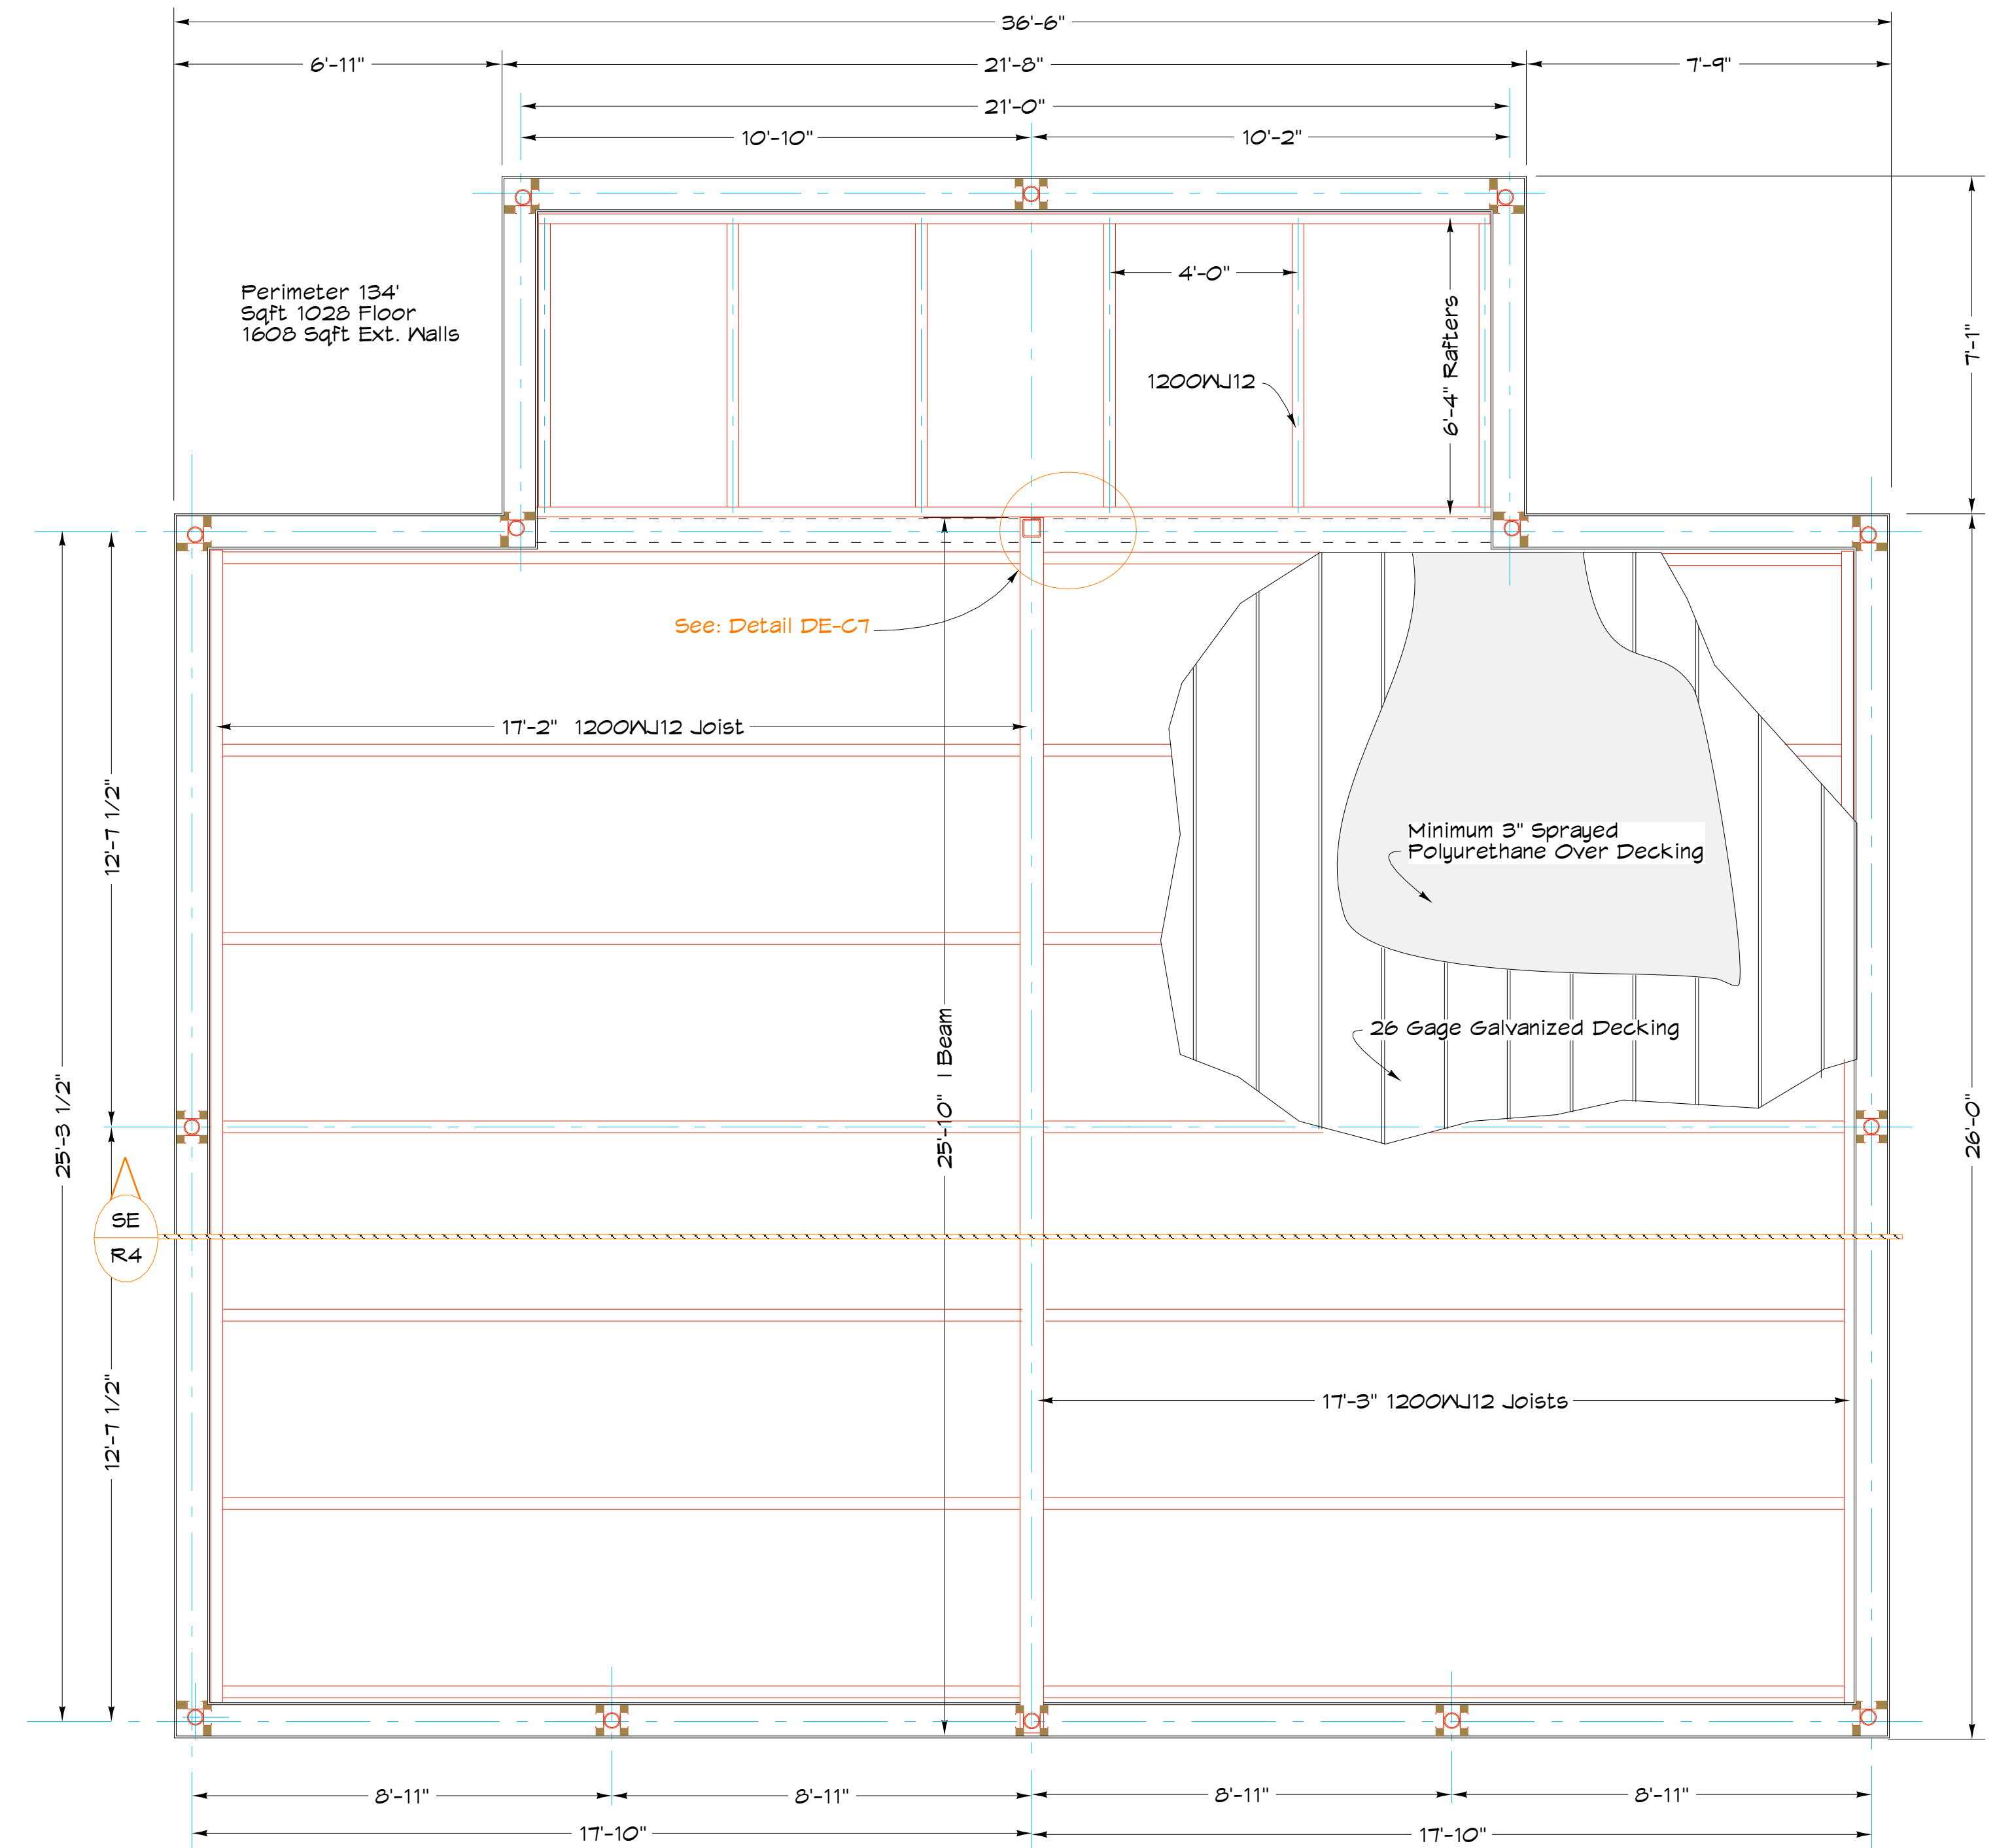 36'-6"
6'-11"
21'-8"
7'-9"
21'-0"
10'-10"
10'-2"
Perimeter 134'
Sqft 1028 Floor
1608 Sqft Ext. Walls
4'-0"
1200WJ12
6'-4" Rafters
7'-1"
See: Detail DE-C7
17'-2" 1200WJ12 Joist
12'-7 1/2"
Minimum 3" Sprayed
Polyurethane Over Decking
26 Gage Galvanized Decking
25'-3 1/2"
25'-10" I Beam
26'-0"
SE
R4
12'-7 1/2"
17'-3" 1200WJ12 Joists
8'-11"
8'-11"
8'-11"
8'-11"
17'-10"
17'-10"